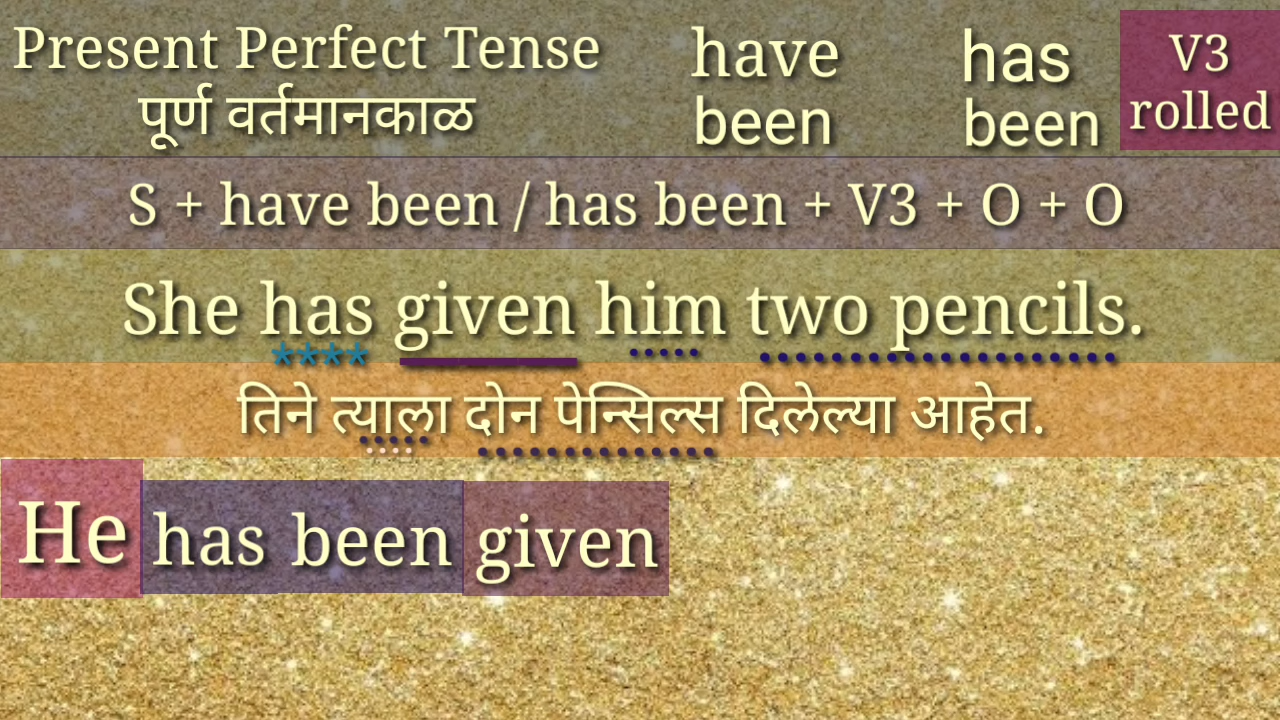 Present Perfect Tense
पूर्ण वर्तमानकाळ
have
been
has
been
V3
rolled
S + have been / has been + V3 + O + O
She has given him two pencils.
****
तिने त्याला दोन पेन्सिल्स दिलेल्या आहेत.
He has been given